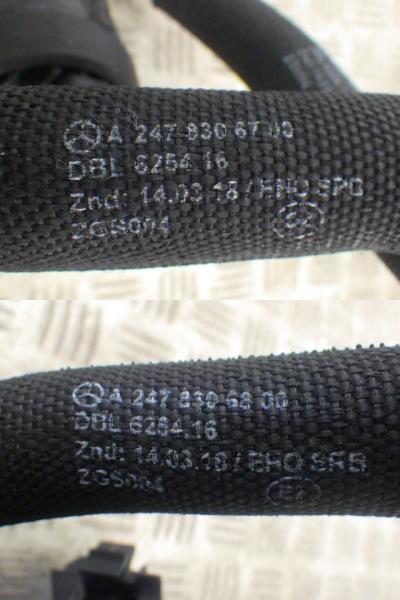 A 247 830 67 00
DBL 6254.16
Znd: 14.03.18 / EHO SRB
ZGS004
A 247 830 68 00
DBL 6254.16
Znd: 14.03.18 / EHO SRB
ZGS004